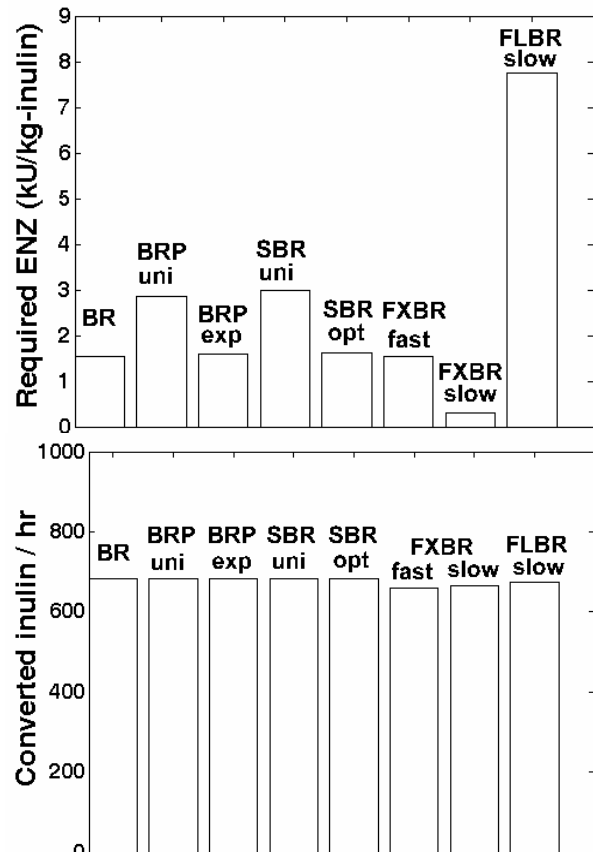 9
8
7
6
5
4
3
2
1
0
Required ENZ (kU/kg-inulin)
BR
BRP
uni
BRP
exp
SBR
uni
SBR
opt
FXBR
fast
FXBR
slow
FLBR
slow
1000
800
600
400
200
0
Converted inulin / hr
BR
BRP
uni
BRP
exp
SBR
uni
SBR
opt
FXBR
fast slow
FLBR
slow